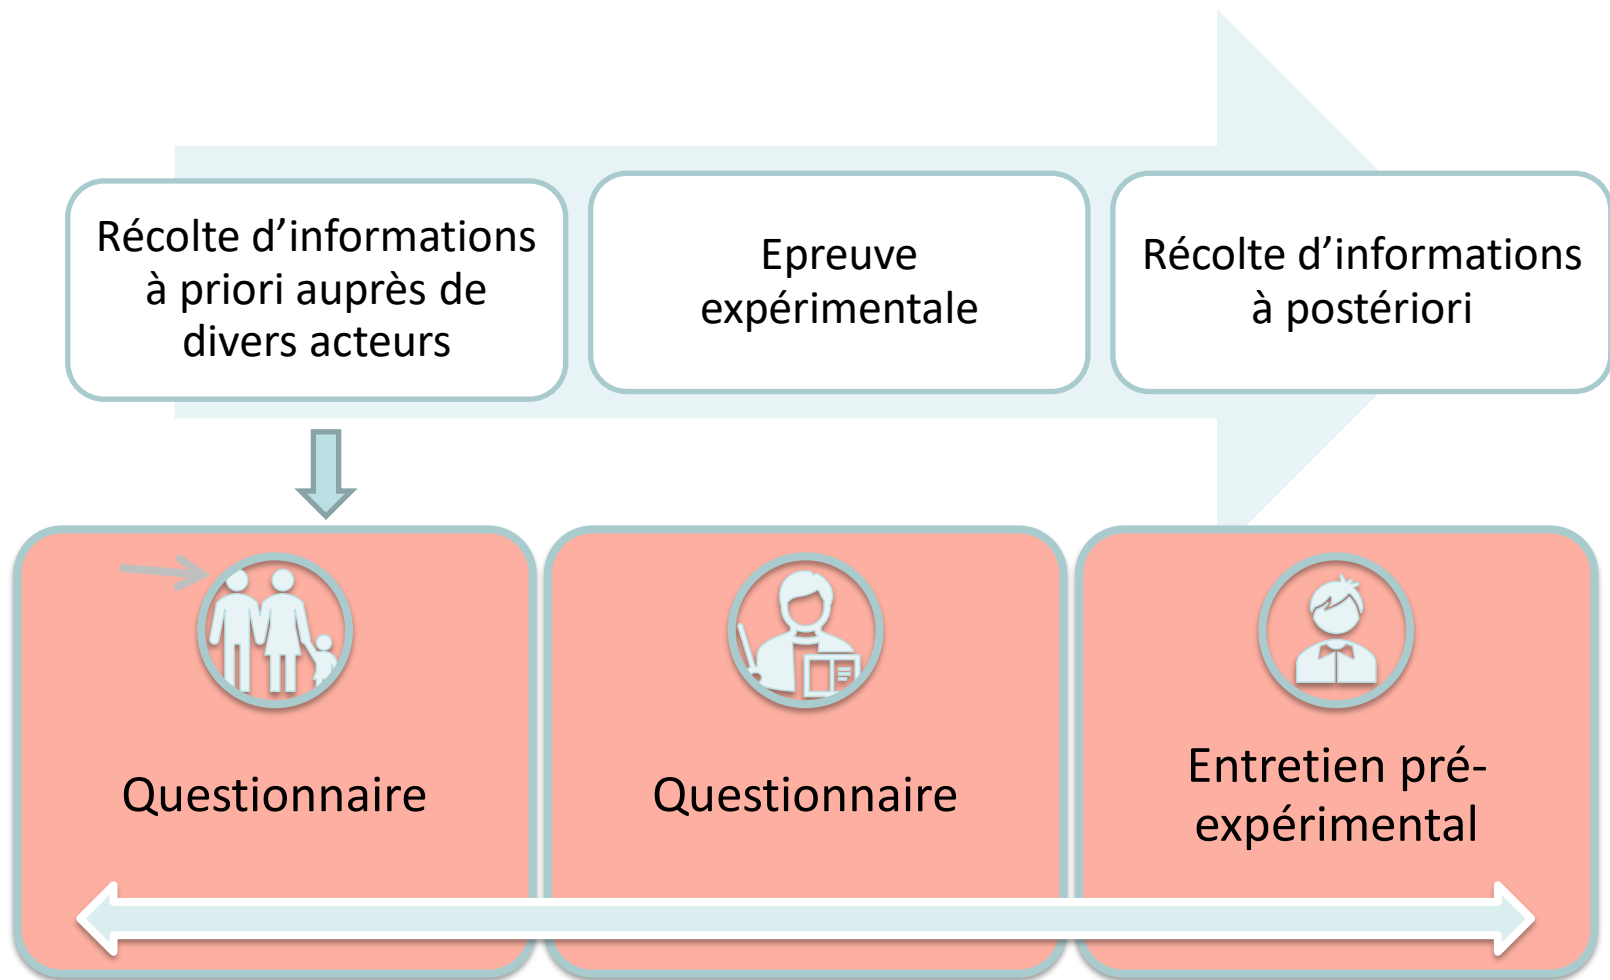 Récolte d’informations
à priori auprès de
divers acteurs
Epreuve
expérimentale
Récolte d’informations
à postériori
Questionnaire
Questionnaire
Entretien pré-
expérimental